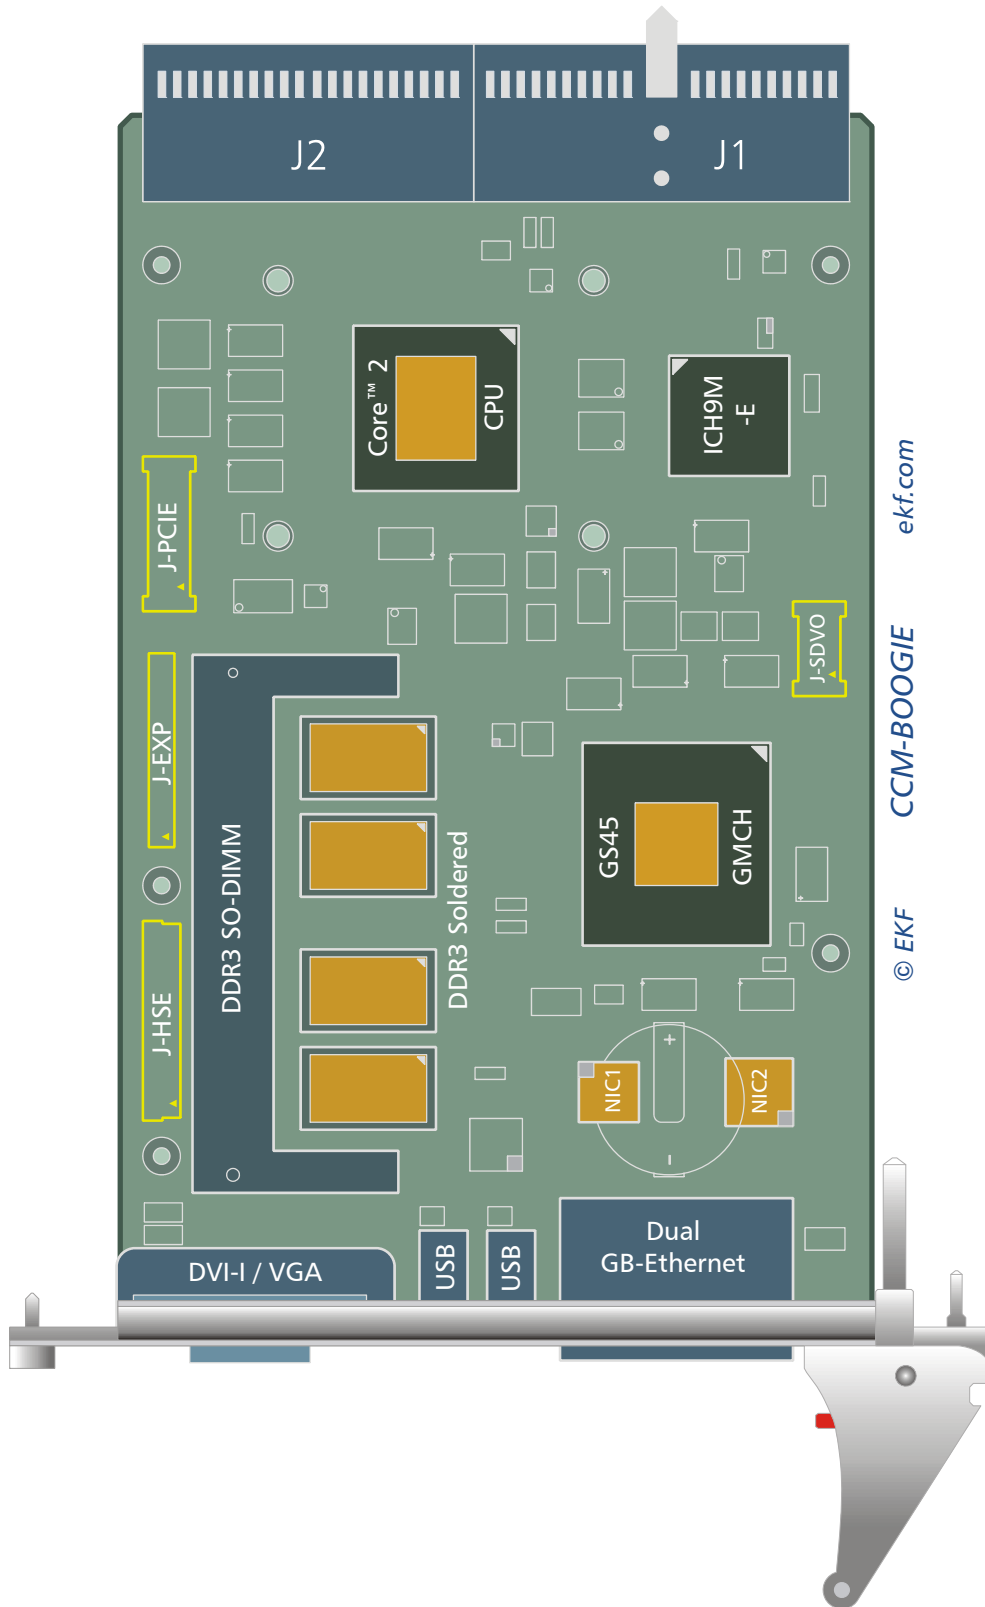 J2
J1
Core™ 2
CPU
ICH9M
-E
ekf.com
J-PCIE
J-SDVO
CCM-BOOGIE
J-EXP
GS45
GMCH
DDR3 SO-DIMM
DDR3 Soldered
© EKF
J-HSE
+
NIC1
NIC2
-
Dual
GB-Ethernet
DVI-I / VGA
USB
USB